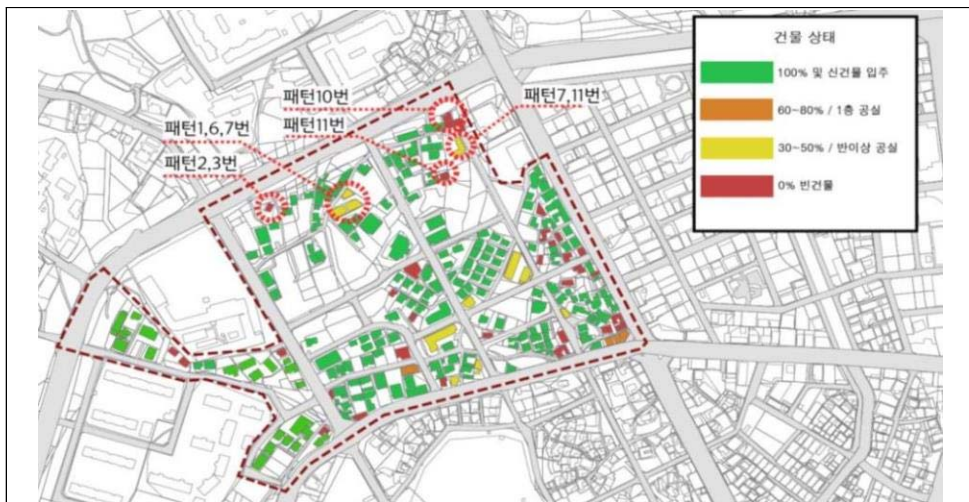 건물 상태
100% 및 신건물 입주
60~80% / 1층 공실
30~50% / 반이상 공실
0% 빈건물
패턴10번
패턴7,11번
패턴11번
패턴1,6,7번
패턴2,3번